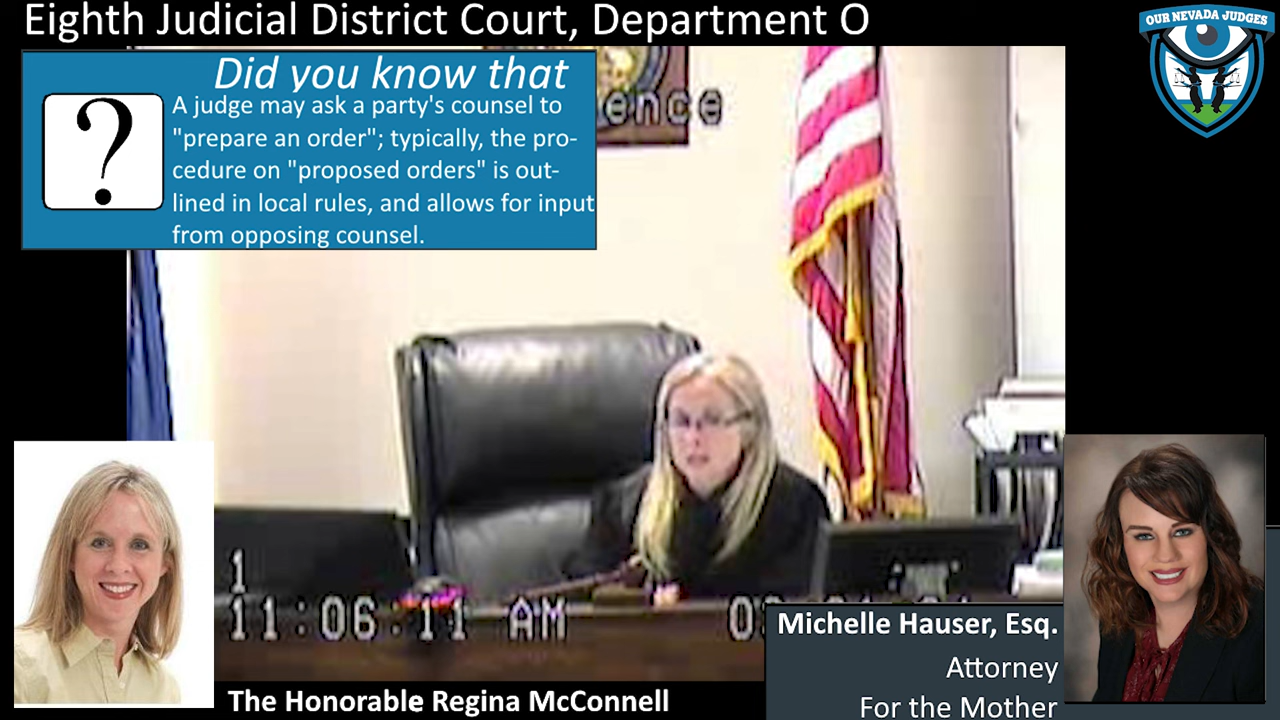 Eighth Judicial District Court, Department O
OUR NEVADA JUDGES
Did you know that
?
A judge may ask a party's counsel to
"prepare an order"; typically, the pro-
cedure on "proposed orders" is out-
lined in local rules, and allows for input
from opposing counsel.
ence
1
11:06:11 AM
Michelle Hauser, Esq.
Attorney
For the Mother
The Honorable Regina McConnell